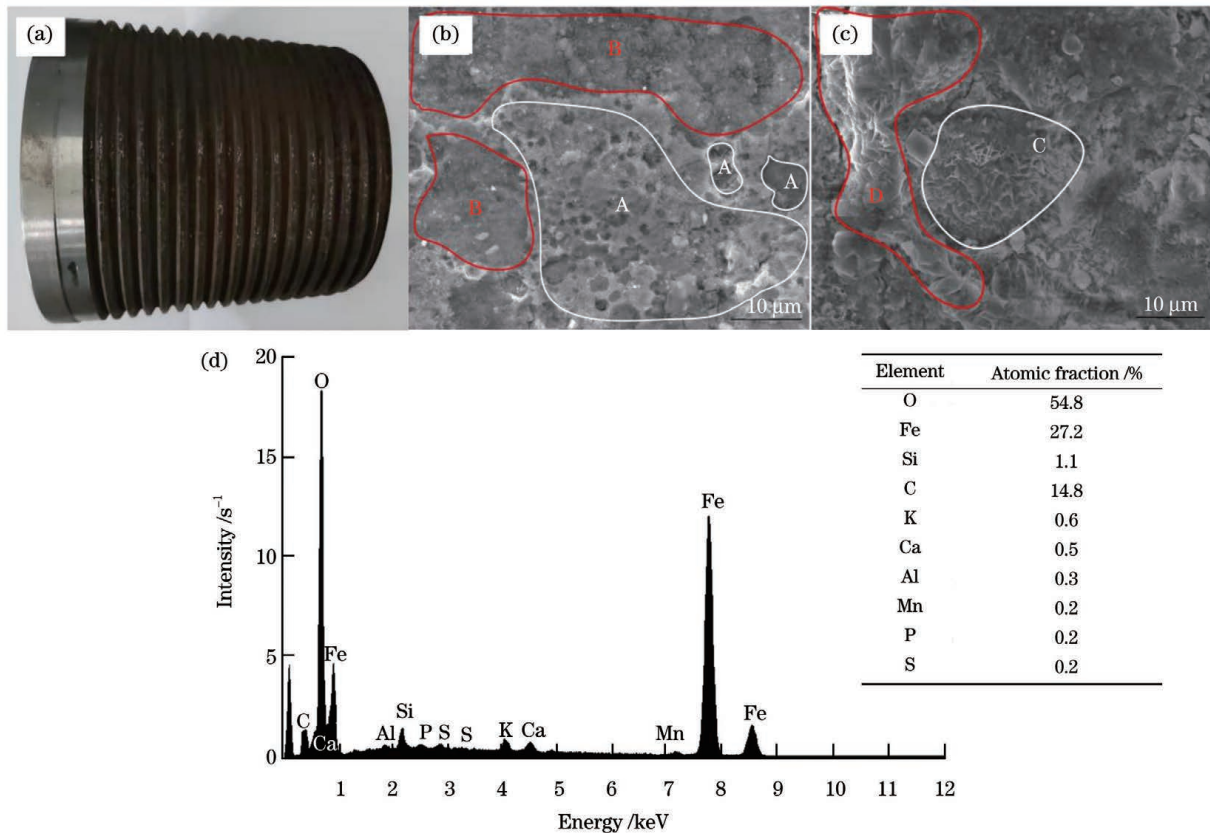 (a)
(b)
B
B
A
A
A
10 μm
(c)
C
D
10 μm
(d)
20
15
10
5
0
Intensity /s⁻¹
O
Fe
C
Ca
Al
Si
P
S
S
K
Ca
Mn
Fe
Fe
1 2 3 4 5 6 7 8 9 10 11 12
Energy /keV
Element Atomic fraction /%
O 54.8
Fe 27.2
Si 1.1
C 14.8
K 0.6
Ca 0.5
Al 0.3
Mn 0.2
P 0.2
S 0.2